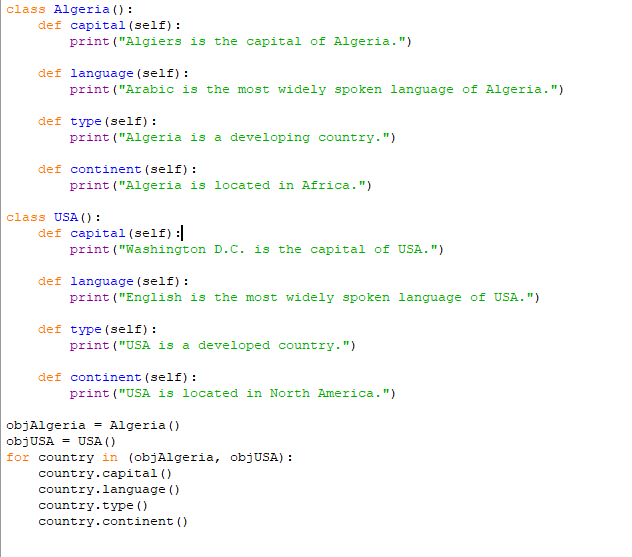 class Algeria():
    def capital(self):
        print("Algiers is the capital of Algeria.")

    def language(self):
        print("Arabic is the most widely spoken language of Algeria.")

    def type(self):
        print("Algeria is a developing country.")

    def continent(self):
        print("Algeria is located in Africa.")

class USA():
    def capital(self):
        print("Washington D.C. is the capital of USA.")

    def language(self):
        print("English is the most widely spoken language of USA.")

    def type(self):
        print("USA is a developed country.")

    def continent(self):
        print("USA is located in North America.")

objAlgeria = Algeria()
objUSA = USA()
for country in (objAlgeria, objUSA):
    country.capital()
    country.language()
    country.type()
    country.continent()